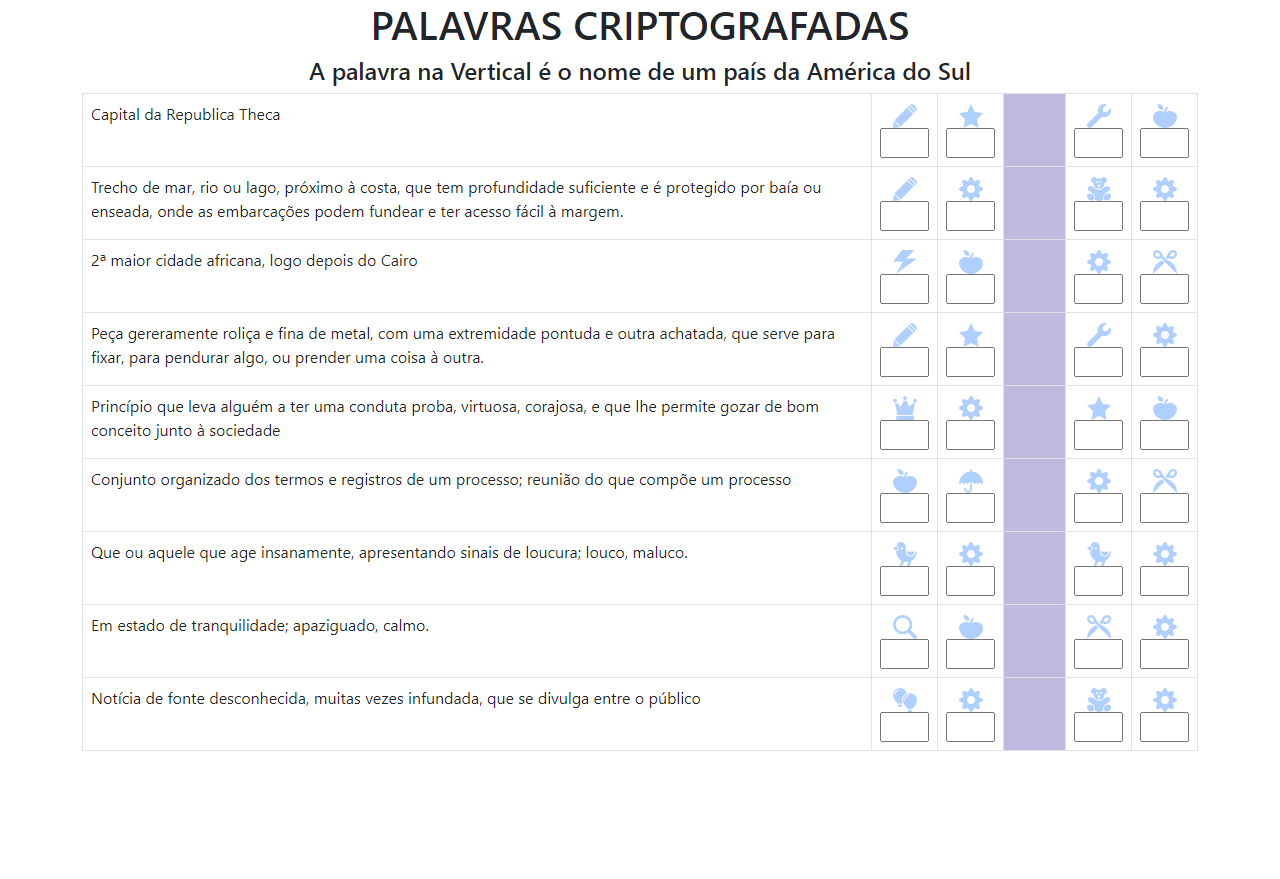 PALAVRAS CRIPTOGRAFADAS
A palavra na Vertical é o nome de um país da América do Sul
Capital da Republica Theca
Trecho de mar, rio ou lago, próximo à costa, que tem profundidade suficiente e é protegido por baía ou
enseada, onde as embarcações podem fundear e ter acesso fácil à margem.
2ª maior cidade africana, logo depois do Cairo
Peça gereramente roliça e fina de metal, com uma extremidade pontuda e outra achatada, que serve para
fixar, para pendurar algo, ou prender uma coisa à outra.
Princípio que leva alguém a ter uma conduta proba, virtuosa, corajosa, e que lhe permite gozar de bom
conceito junto à sociedade
Conjunto organizado dos termos e registros de um processo; reunião do que compõe um processo
Que ou aquele que age insanamente, apresentando sinais de loucura; louco, maluco.
Em estado de tranquilidade; apaziguado, calmo.
Notícia de fonte desconhecida, muitas vezes infundada, que se divulga entre o público